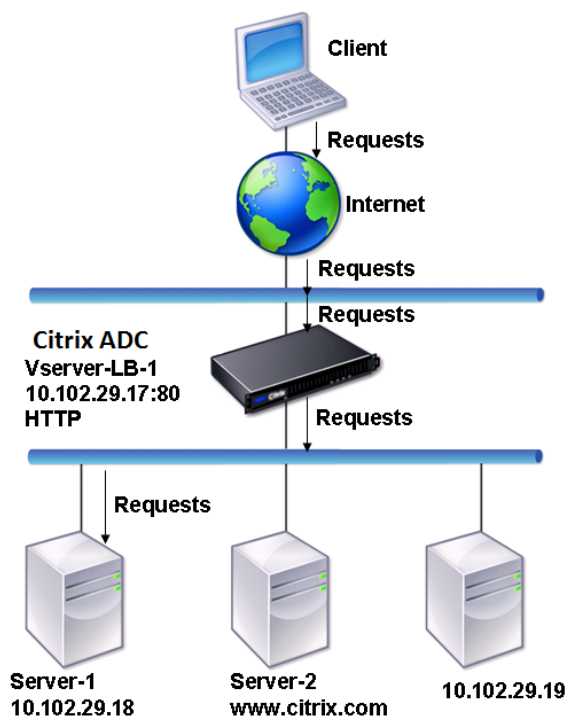 Client
Requests
Internet
Requests
Requests
Citrix ADC
Vserver-LB-1
10.102.29.17:80
HTTP
Citrix
Requests
Requests
Server-1
10.102.29.18
Server-2
www.citrix.com
10.102.29.19